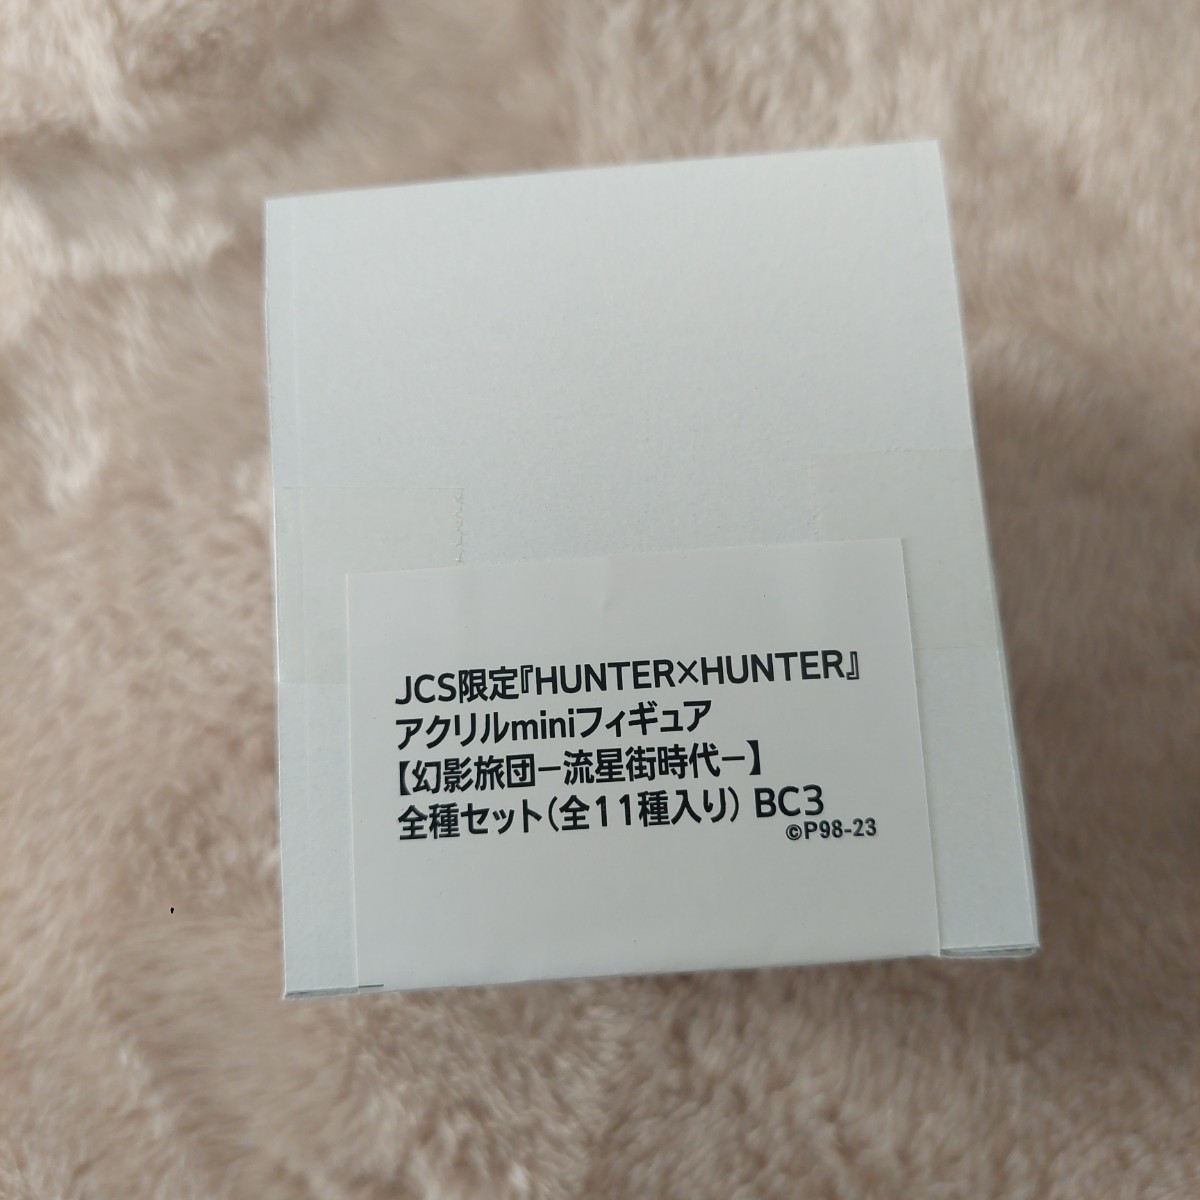 JCS限定『HUNTER×HUNTER』
アクリルminiフィギュア
【幻影旅団−流星街時代−】
全種セット(全11種入り) BC3
©P98-23